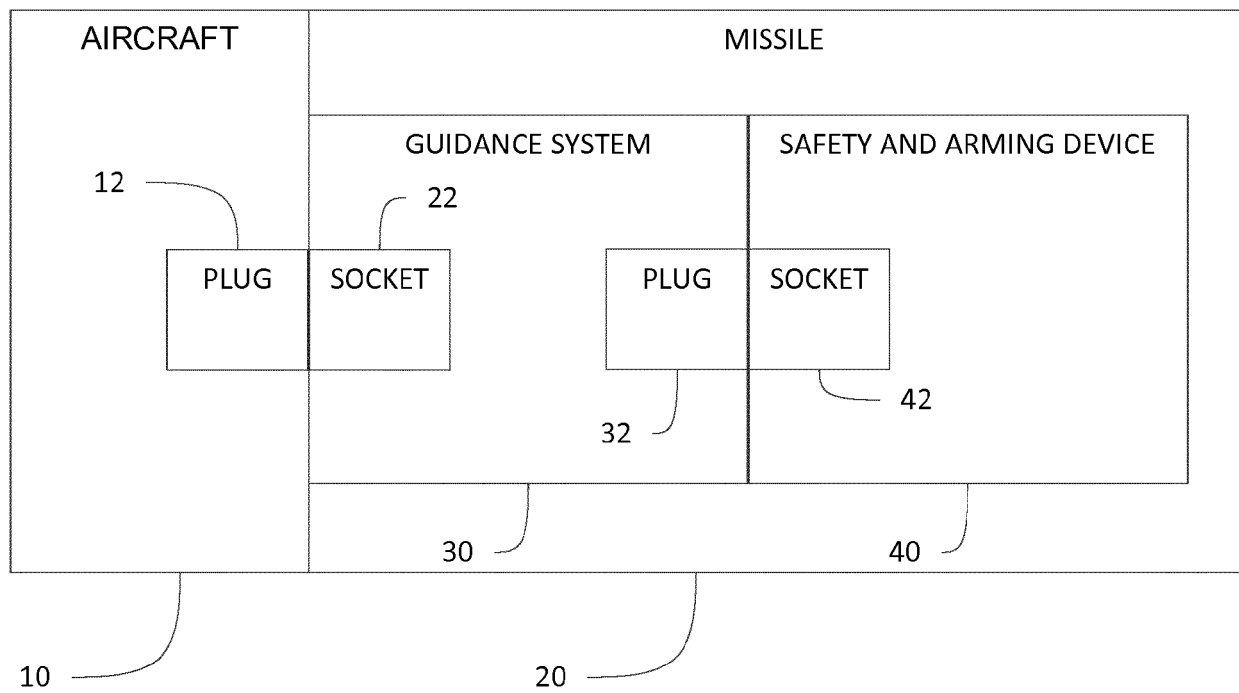 AIRCRAFT
MISSILE
GUIDANCE SYSTEM
SAFETY AND ARMING DEVICE
12
22
PLUG
SOCKET
PLUG
SOCKET
32
42
30
40
10
20